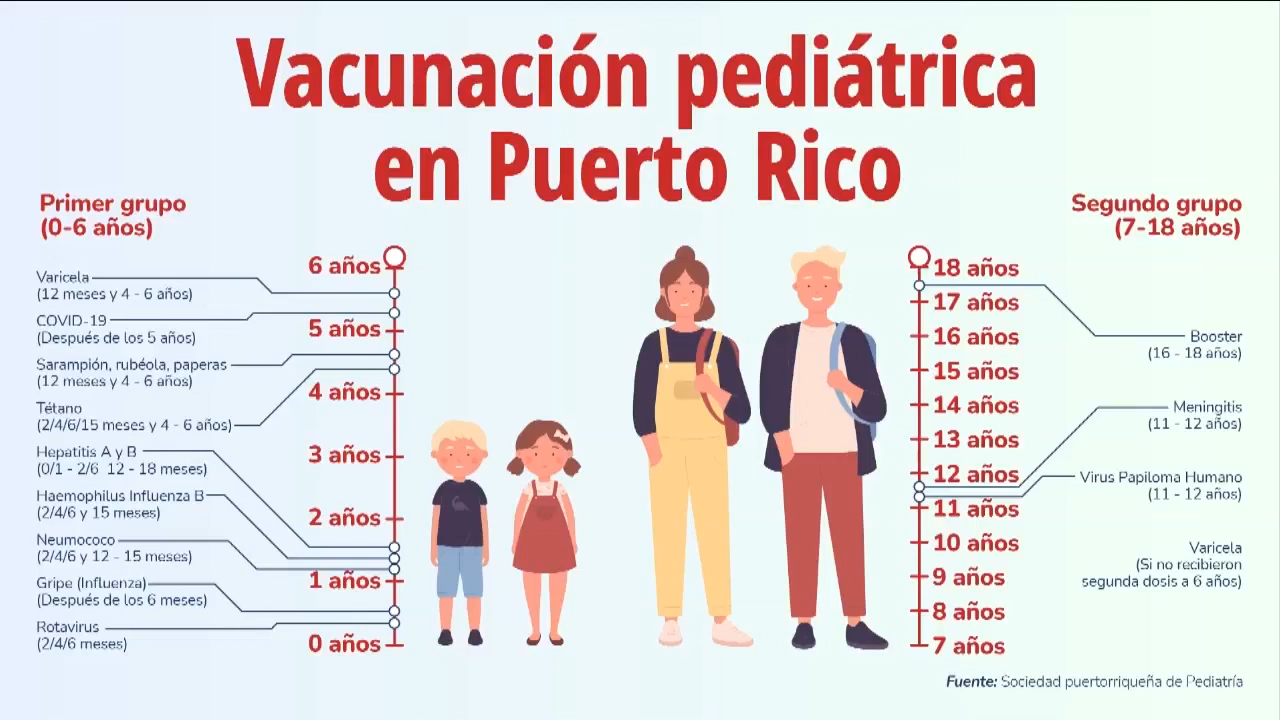 Vacunación pediátrica
en Puerto Rico
Primer grupo
(0-6 años)
Varicela
(12 meses y 4 - 6 años)
COVID-19
(Después de los 5 años)
Sarampión, rubéola, paperas
(12 meses y 4 - 6 años)
Tétano
(2/4/6/15 meses y 4 - 6 años)
Hepatitis A y B
(0/1 - 2/6 12 - 18 meses)
Haemophilus Influenza B
(2/4/6 y 15 meses)
Neumococo
(2/4/6 y 12 - 15 meses)
Gripe (Influenza)
(Después de los 6 meses)
Rotavirus
(2/4/6 meses)
6 años
5 años
4 años
3 años
2 años
1 años
0 años
18 años
17 años
16 años
15 años
14 años
13 años
12 años
11 años
10 años
9 años
8 años
7 años
Segundo grupo
(7-18 años)
Booster
(16 - 18 años)
Meningitis
(11 - 12 años)
Virus Papiloma Humano
(11 - 12 años)
Varicela
(Si no recibieron
segunda dosis a 6 años)
Fuente: Sociedad puertorriqueña de Pediatría